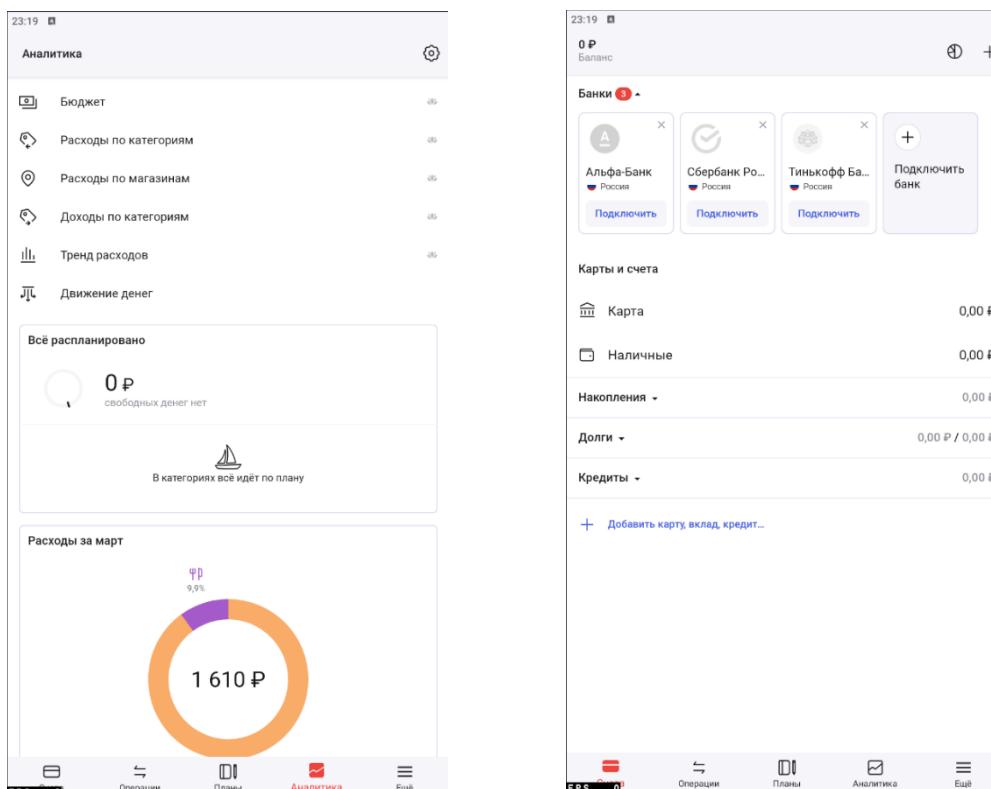 23:19
Аналитика
Бюджет
Расходы по категориям
Расходы по магазинам
Доходы по категориям
Тренд расходов
Движение денег
Всё распланировано
0 ₽
свободных денег нет
В категориях всё идёт по плану
Расходы за март
9,9%
1 610 ₽
Операции
Планы
Аналитика
Ещё
23:19
0 ₽
Баланс
Банки 3
Альфа-Банк
Россия
Подключить
Сбербанк Ро...
Россия
Подключить
Тинькофф Ба...
Россия
Подключить
Подключить
банк
Карты и счета
Карта 0,00 ₽
Наличные 0,00 ₽
Накопления 0,00 ₽
Долги 0,00 ₽ / 0,00 ₽
Кредиты 0,00 ₽
Добавить карту, вклад, кредит...
Операции
Планы
Аналитика
Ещё